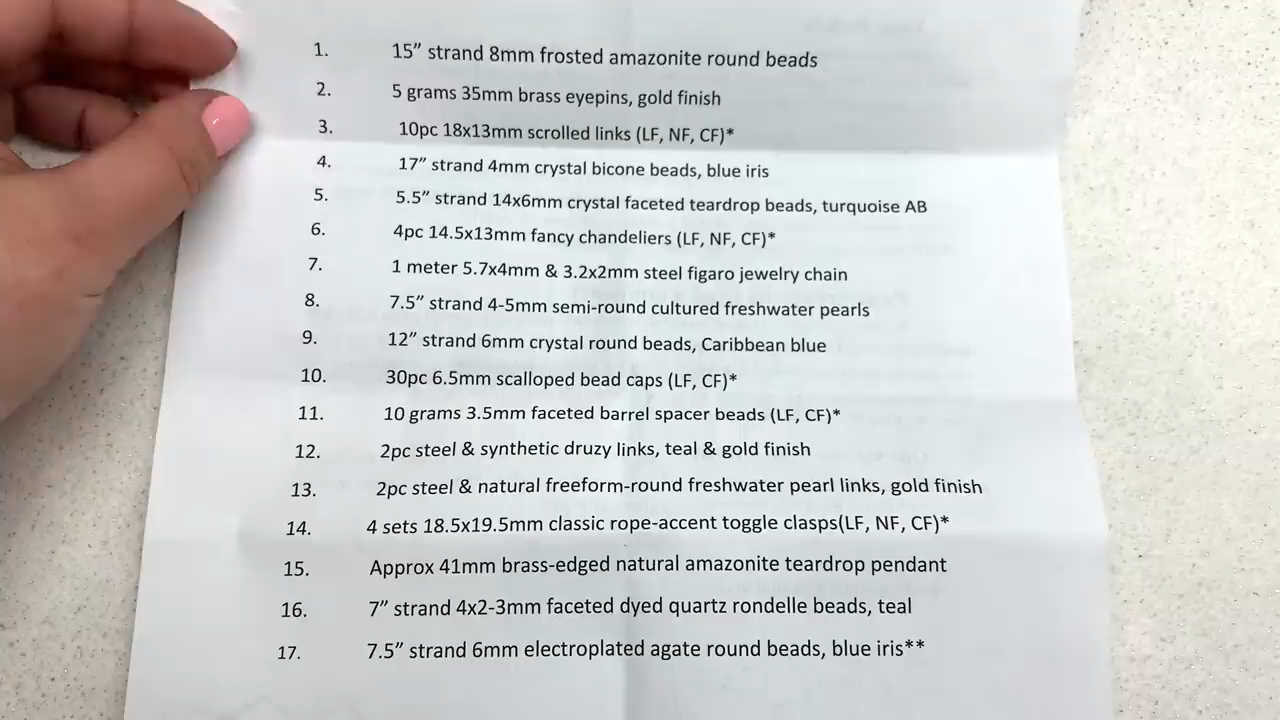 1. 15” strand 8mm frosted amazonite round beads
2. 5 grams 35mm brass eyepins, gold finish
3. 10pc 18x13mm scrolled links (LF, NF, CF)*
4. 17” strand 4mm crystal bicone beads, blue iris
5. 5.5” strand 14x6mm crystal faceted teardrop beads, turquoise AB
6. 4pc 14.5x13mm fancy chandeliers (LF, NF, CF)*
7. 1 meter 5.7x4mm & 3.2x2mm steel figaro jewelry chain
8. 7.5” strand 4-5mm semi-round cultured freshwater pearls
9. 12” strand 6mm crystal round beads, Caribbean blue
10. 30pc 6.5mm scalloped bead caps (LF, CF)*
11. 10 grams 3.5mm faceted barrel spacer beads (LF, CF)*
12. 2pc steel & synthetic druzy links, teal & gold finish
13. 2pc steel & natural freeform-round freshwater pearl links, gold finish
14. 4 sets 18.5x19.5mm classic rope-accent toggle clasps(LF, NF, CF)*
15. Approx 41mm brass-edged natural amazonite teardrop pendant
16. 7” strand 4x2-3mm faceted dyed quartz rondelle beads, teal
17. 7.5” strand 6mm electroplated agate round beads, blue iris**